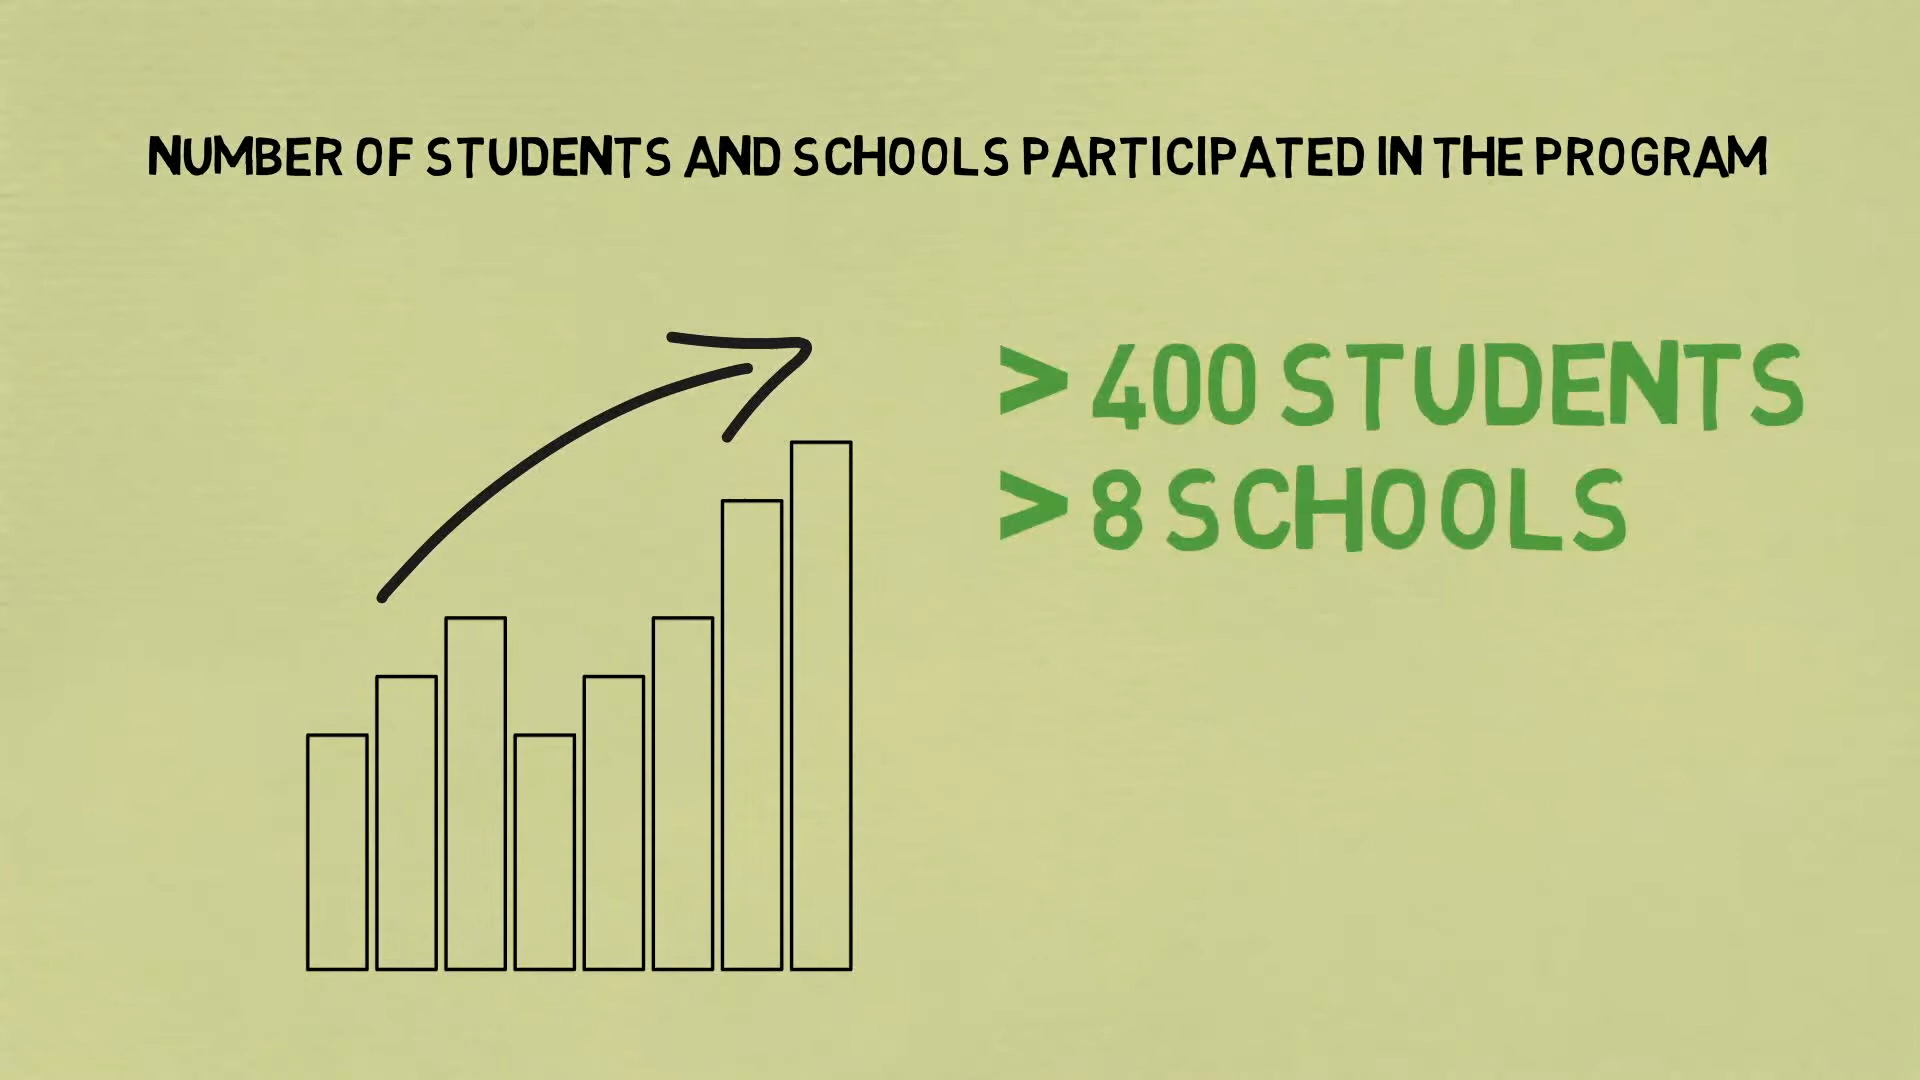 NUMBER OF STUDENTS AND SCHOOLS PARTICIPATED IN THE PROGRAM
> 400 STUDENTS
> 8 SCHOOLS